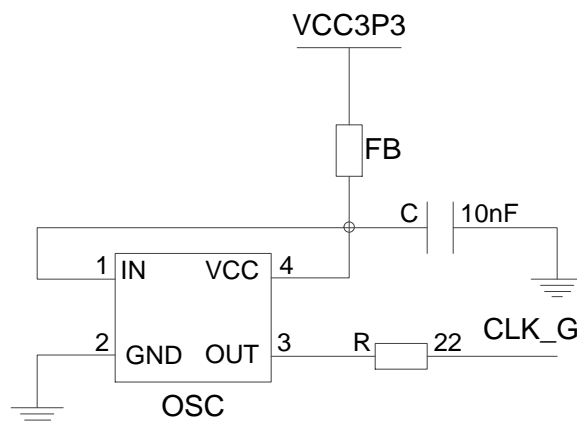 VCC3P3
FB
C 10nF
1 IN VCC 4
2 GND OUT 3 R 22 CLK_G
OSC